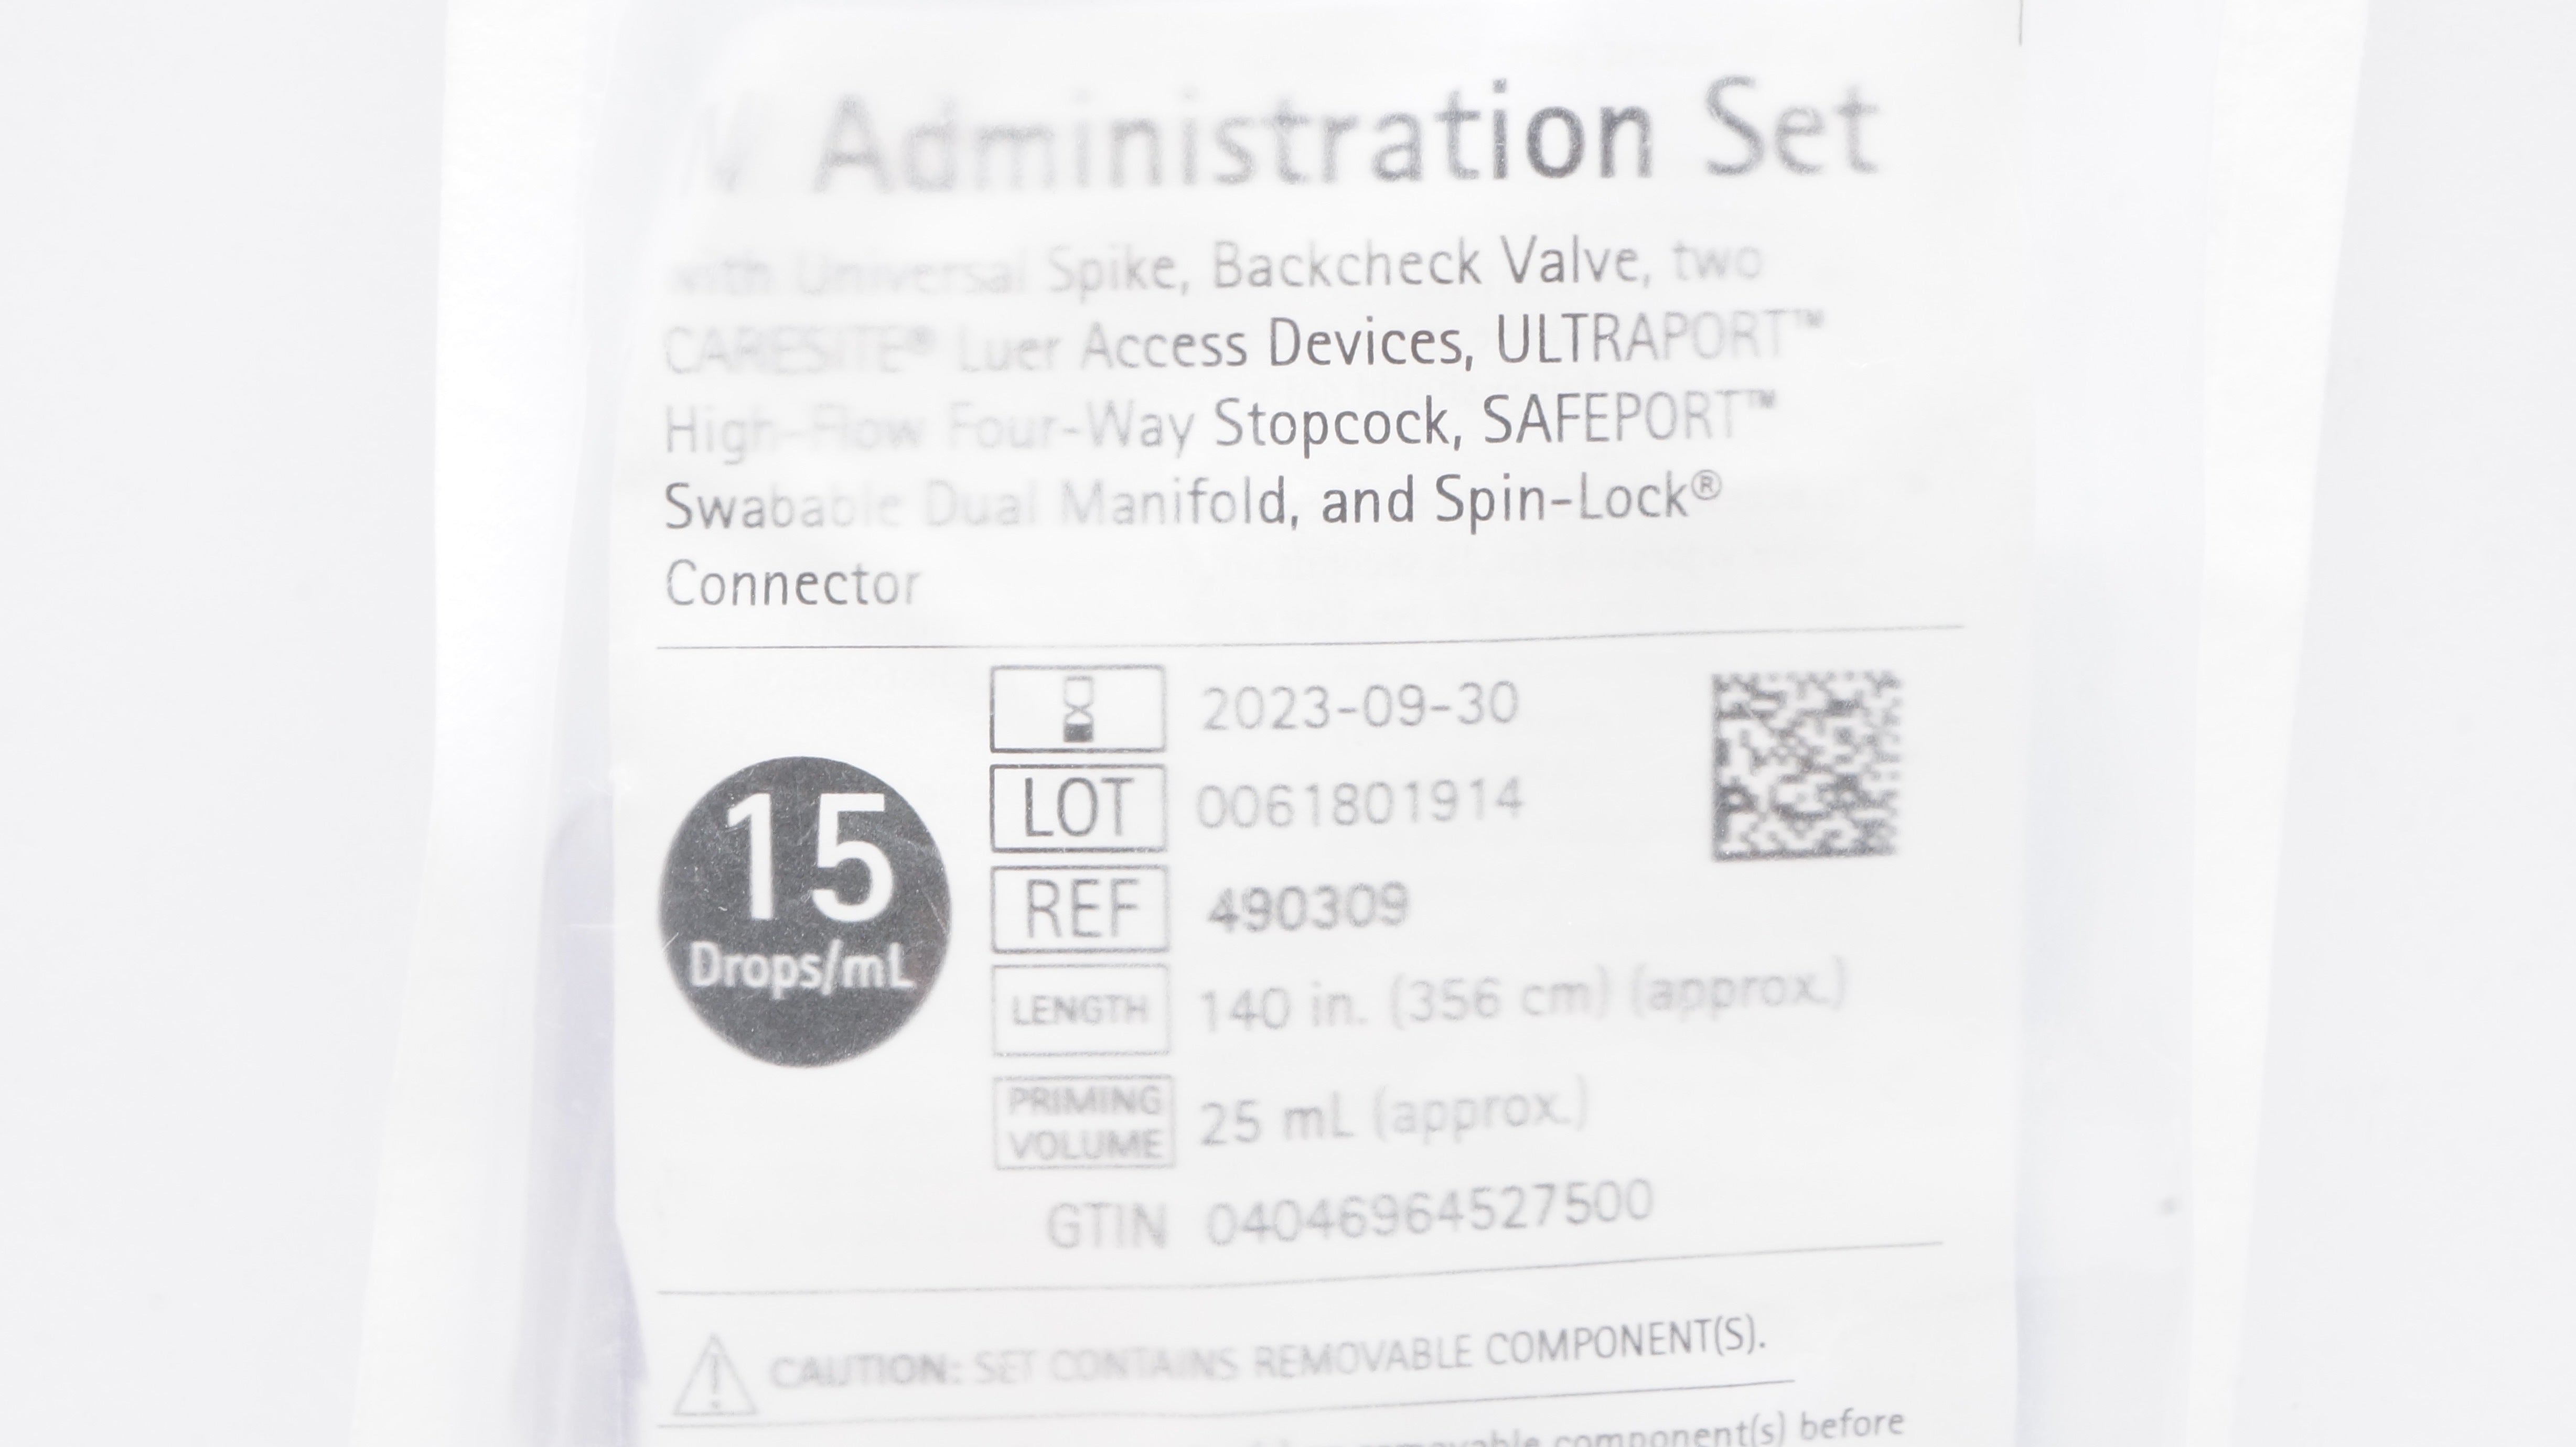 Administration Set
with Universal Spike, Backcheck Valve, two
CARESITE® Luer Access Devices, ULTRAPORT™
High-Flow Four-Way Stopcock, SAFEPORT™
Swabable Dual Manifold, and Spin-Lock®
Connector
2023-09-30
LOT 0061801914
15
Drops/mL
REF 490309
LENGTH 140 in. (356 cm) (approx.)
PRIMING
VOLUME
25 mL (approx.)
GTIN 04046964527500
CAUTION: SET CONTAINS REMOVABLE COMPONENT(S).
component(s) before